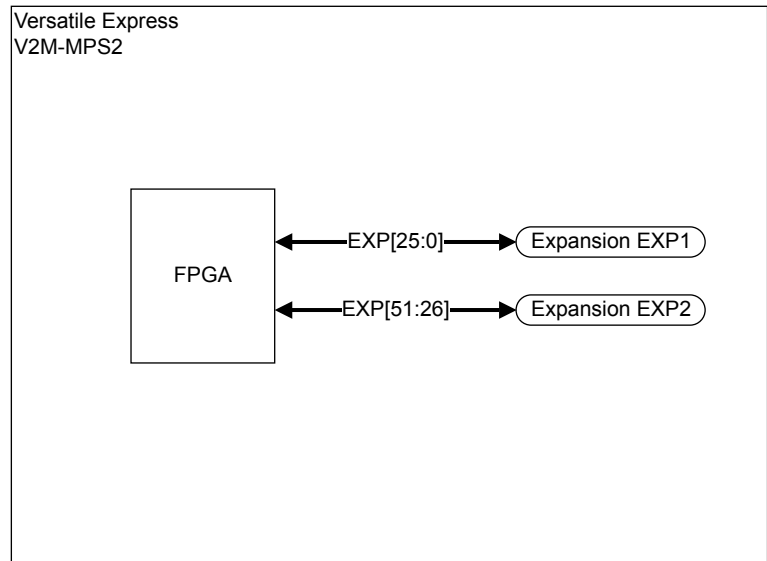 Versatile Express
V2M-MPS2
EXP[25:0]
Expansion EXP1
FPGA
EXP[51:26]
Expansion EXP2